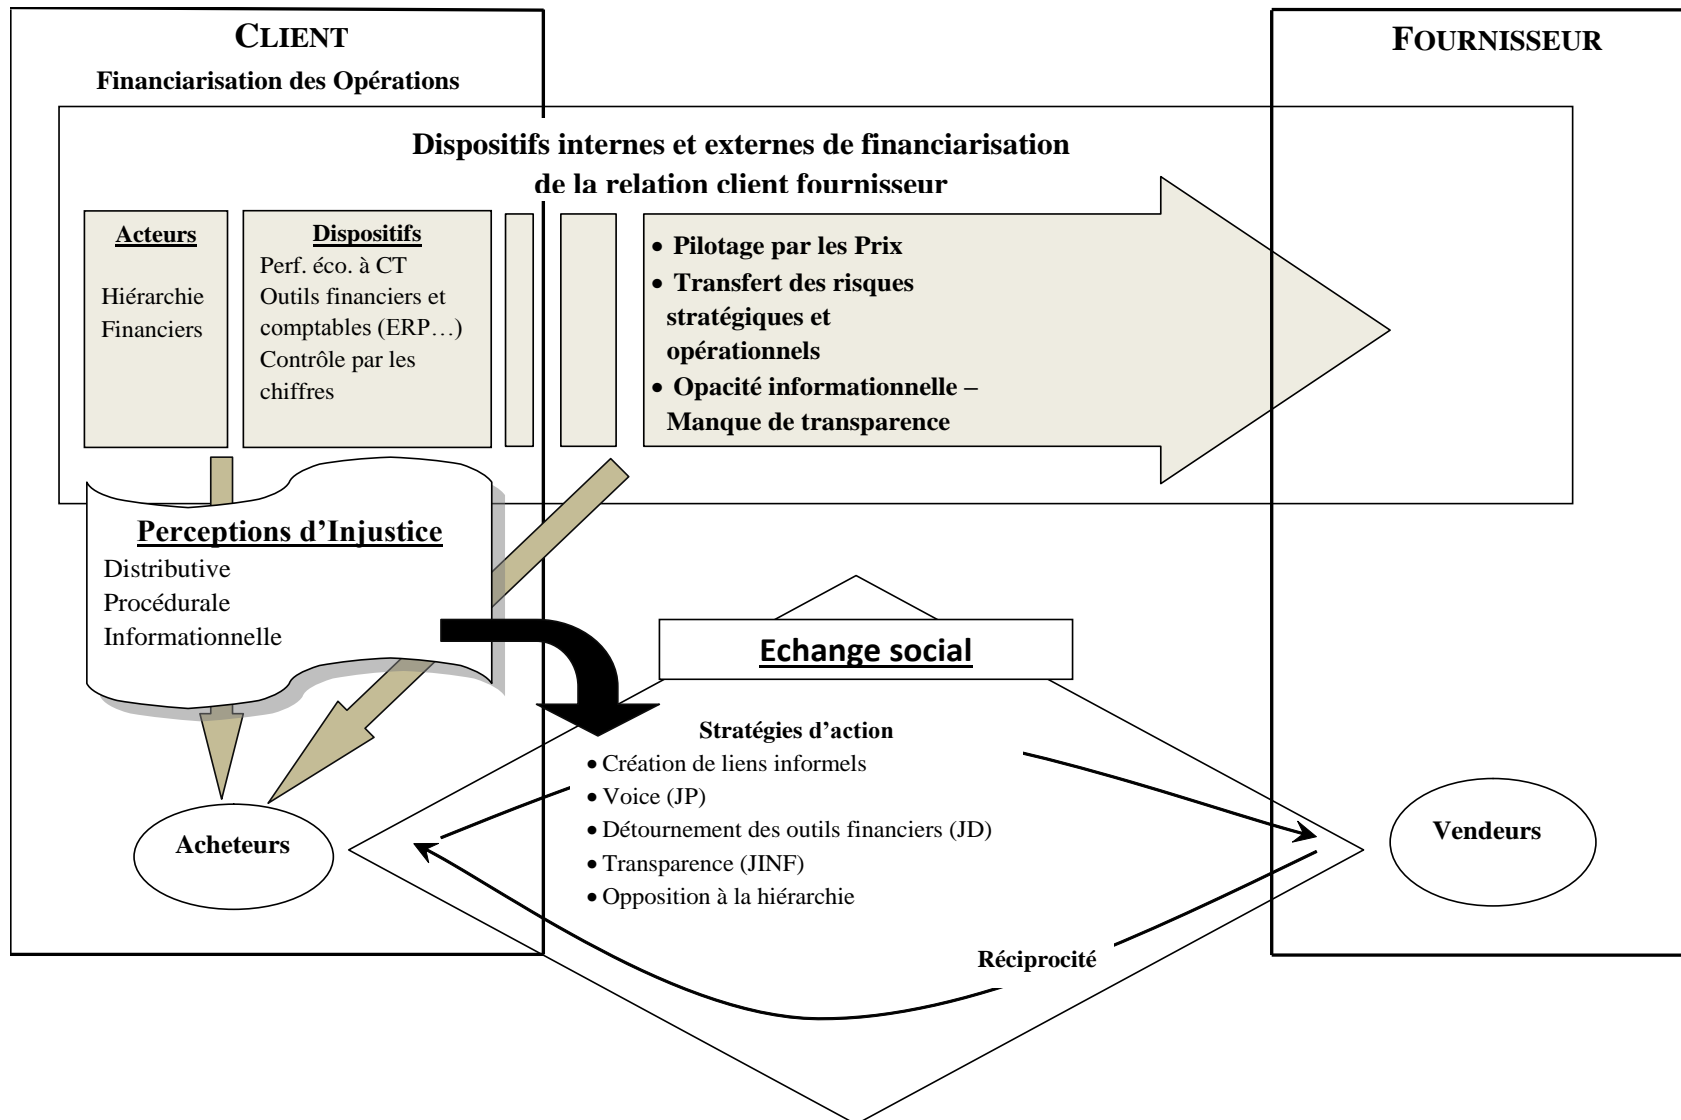 CLIENT
Financiarisation des Opérations
FOURNISSEUR
Dispositifs internes et externes de financiarisation
de la relation client fournisseur
Acteurs
Hiérarchie
Financiers
Dispositifs
Perf. éco. à CT
Outils financiers et
comptables (ERP…)
Contrôle par les
chiffres
• Pilotage par les Prix
• Transfert des risques
stratégiques et
opérationnels
• Opacité informationnelle –
Manque de transparence
Perceptions d’Injustice
Distributive
Procédurale
Informationnelle
Echange social
Stratégies d’action
• Création de liens informels
• Voice (JP)
• Détournement des outils financiers (JD)
• Transparence (JINF)
• Opposition à la hiérarchie
Acheteurs
Vendeurs
Réciprocité